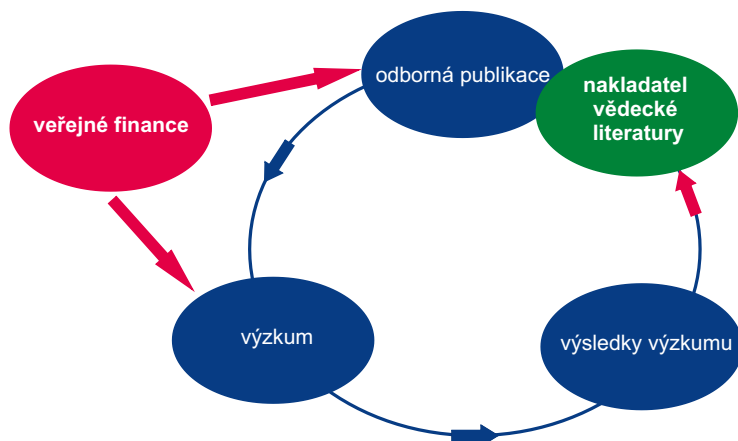 odborná publikace
nakladatel
vědecké
literatury
veřejné finance
výzkum
výsledky výzkumu